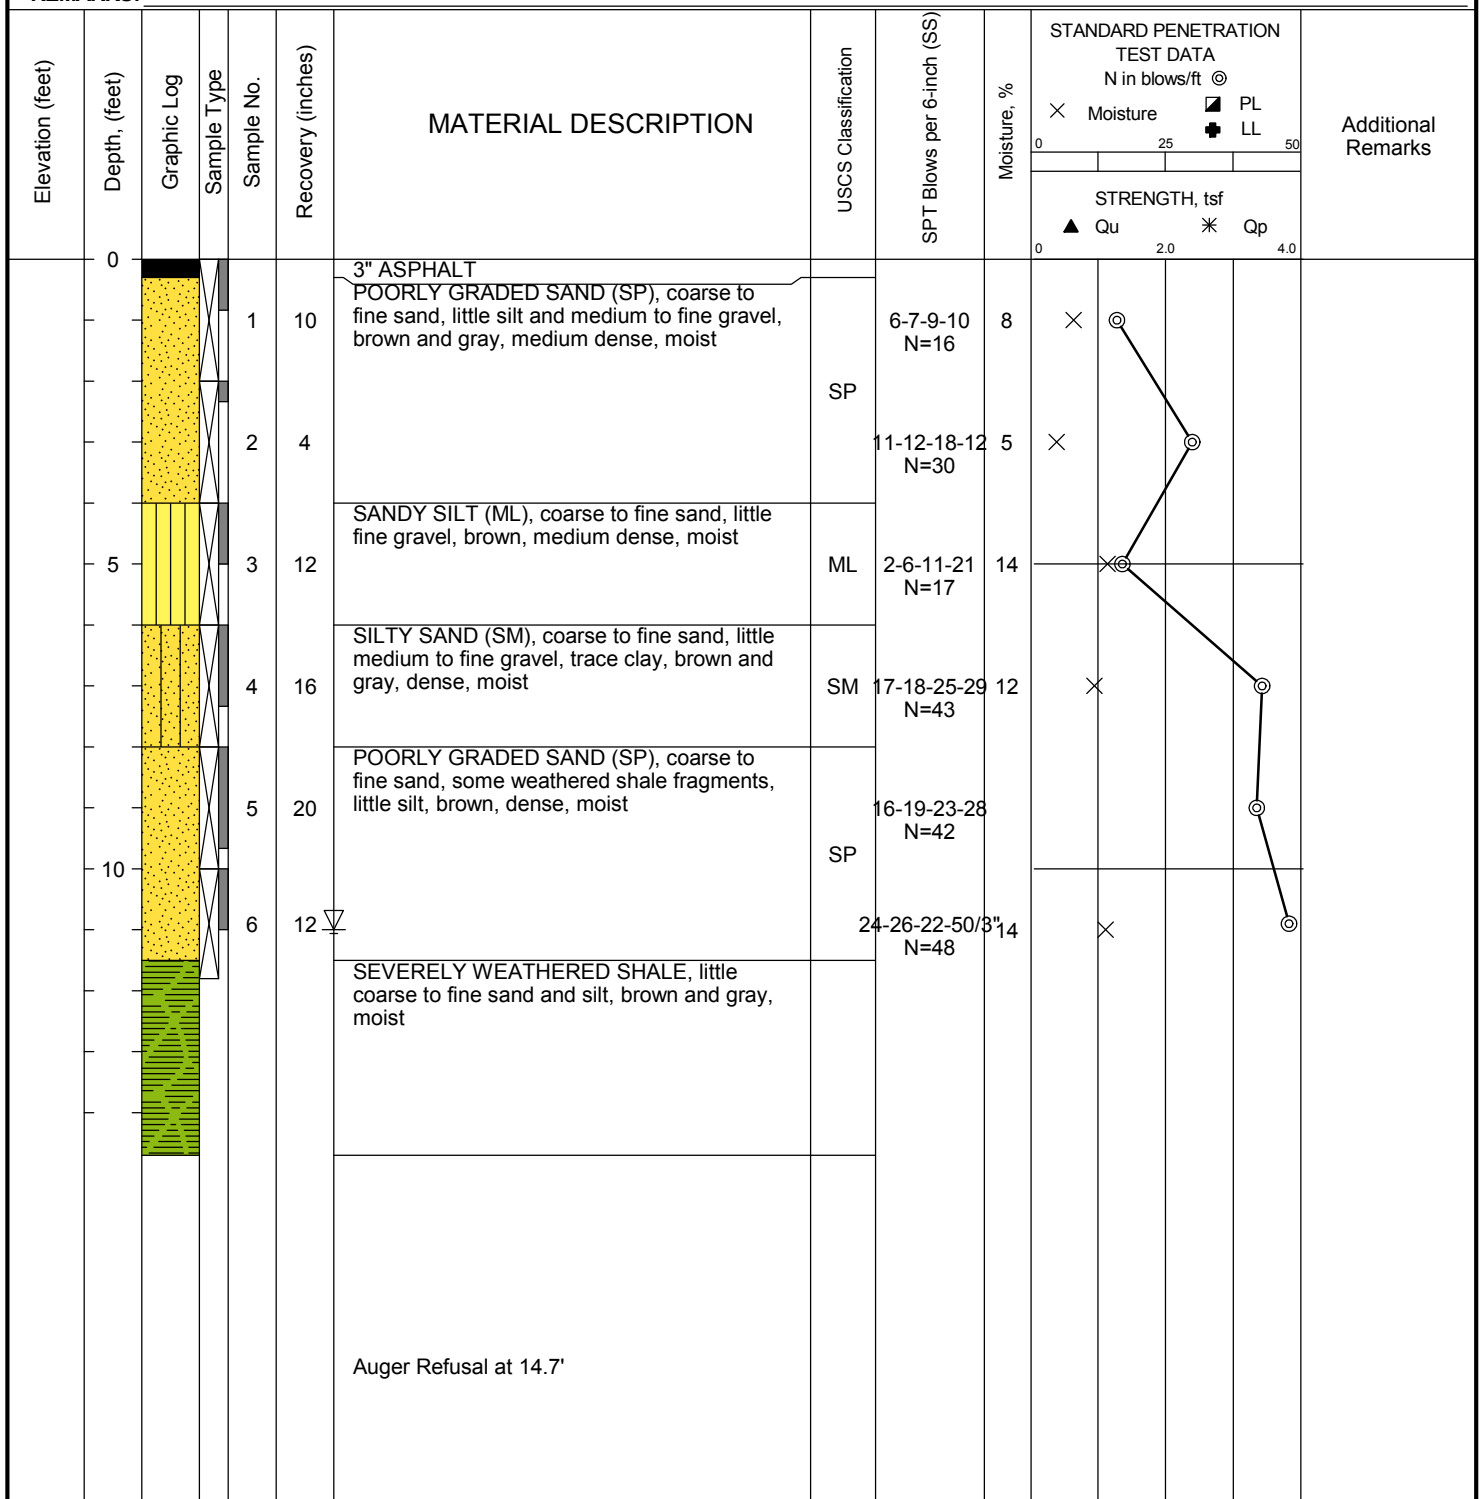 Elevation (feet)
Depth, (feet)
Graphic Log
Sample Type
Sample No.
Recovery (inches)
MATERIAL DESCRIPTION
USCS Classification
SPT Blows per 6-inch (SS)
Moisture, %
STANDARD PENETRATION
TEST DATA
N in blows/ft
Moisture
PL
LL
0 25 50
STRENGTH, tsf
Qu Qp
0 2.0 4.0
Additional
Remarks
0
3" ASPHALT
POORLY GRADED SAND (SP), coarse to
fine sand, little silt and medium to fine gravel,
brown and gray, medium dense, moist
1 10
6-7-9-10 8
N=16
SP
2 4
11-12-18-12 5
N=30
SANDY SILT (ML), coarse to fine sand, little
fine gravel, brown, medium dense, moist
5 3 12
ML 2-6-11-21 14
N=17
SILTY SAND (SM), coarse to fine sand, little
medium to fine gravel, trace clay, brown and
gray, dense, moist
4 16
SM 17-18-25-29 12
N=43
POORLY GRADED SAND (SP), coarse to
fine sand, some weathered shale fragments,
little silt, brown, dense, moist
5 20
16-19-23-28
N=42
SP
10
6 12
24-26-22-50/3" 14
N=48
SEVERELY WEATHERED SHALE, little
coarse to fine sand and silt, brown and gray,
moist
Auger Refusal at 14.7'